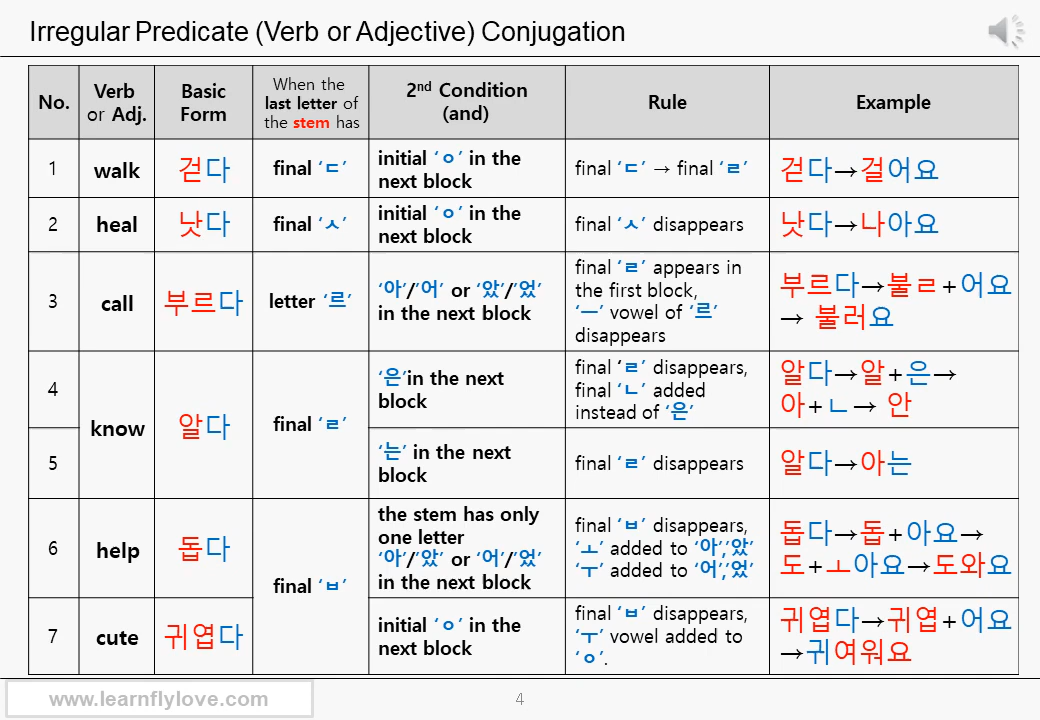 Irregular Predicate (Verb or Adjective) Conjugation
No.
Verb
or Adj.
Basic
Form
When the
last letter of
the stem has
2nd Condition
(and)
Rule
Example
1
walk
걷다
final ‘ㄷ’
initial ‘ㅇ’ in the
next block
final ‘ㄷ’ → final ‘ㄹ’
걷다→걸어요
2
heal
낫다
final ‘ㅅ’
initial ‘ㅇ’ in the
next block
final ‘ㅅ’ disappears
낫다→나아요
3
call
부르다
letter ‘르’
‘아’/‘어’ or ‘았’/‘었’
in the next block
final ‘ㄹ’ appears in
the first block,
‘ㅡ’ vowel of ‘르’
disappears
부르다→불ㄹ+어요
→ 불러요
4
know
알다
final ‘ㄹ’
‘은’in the next
block
final ‘ㄹ’ disappears,
final ‘ㄴ’ added
instead of ‘은’
알다→알+은→
아+ㄴ→ 안
5
‘는’ in the next
block
final ‘ㄹ’ disappears
알다→아는
6
help
돕다
final ‘ㅂ’
the stem has only
one letter
‘아’/‘았’ or ‘어’/‘었’
in the next block
final ‘ㅂ’ disappears,
‘ㅗ’ added to ‘아’,‘았’
‘ㅜ’ added to ‘어’,‘었’
돕다→돕+아요→
도+ㅗ아요→도와요
7
cute
귀엽다
initial ‘ㅇ’ in the
next block
final ‘ㅂ’ disappears,
‘ㅜ’ vowel added to
‘ㅇ’.
귀엽다→귀엽+어요
→귀여워요
www.learnflylove.com
4